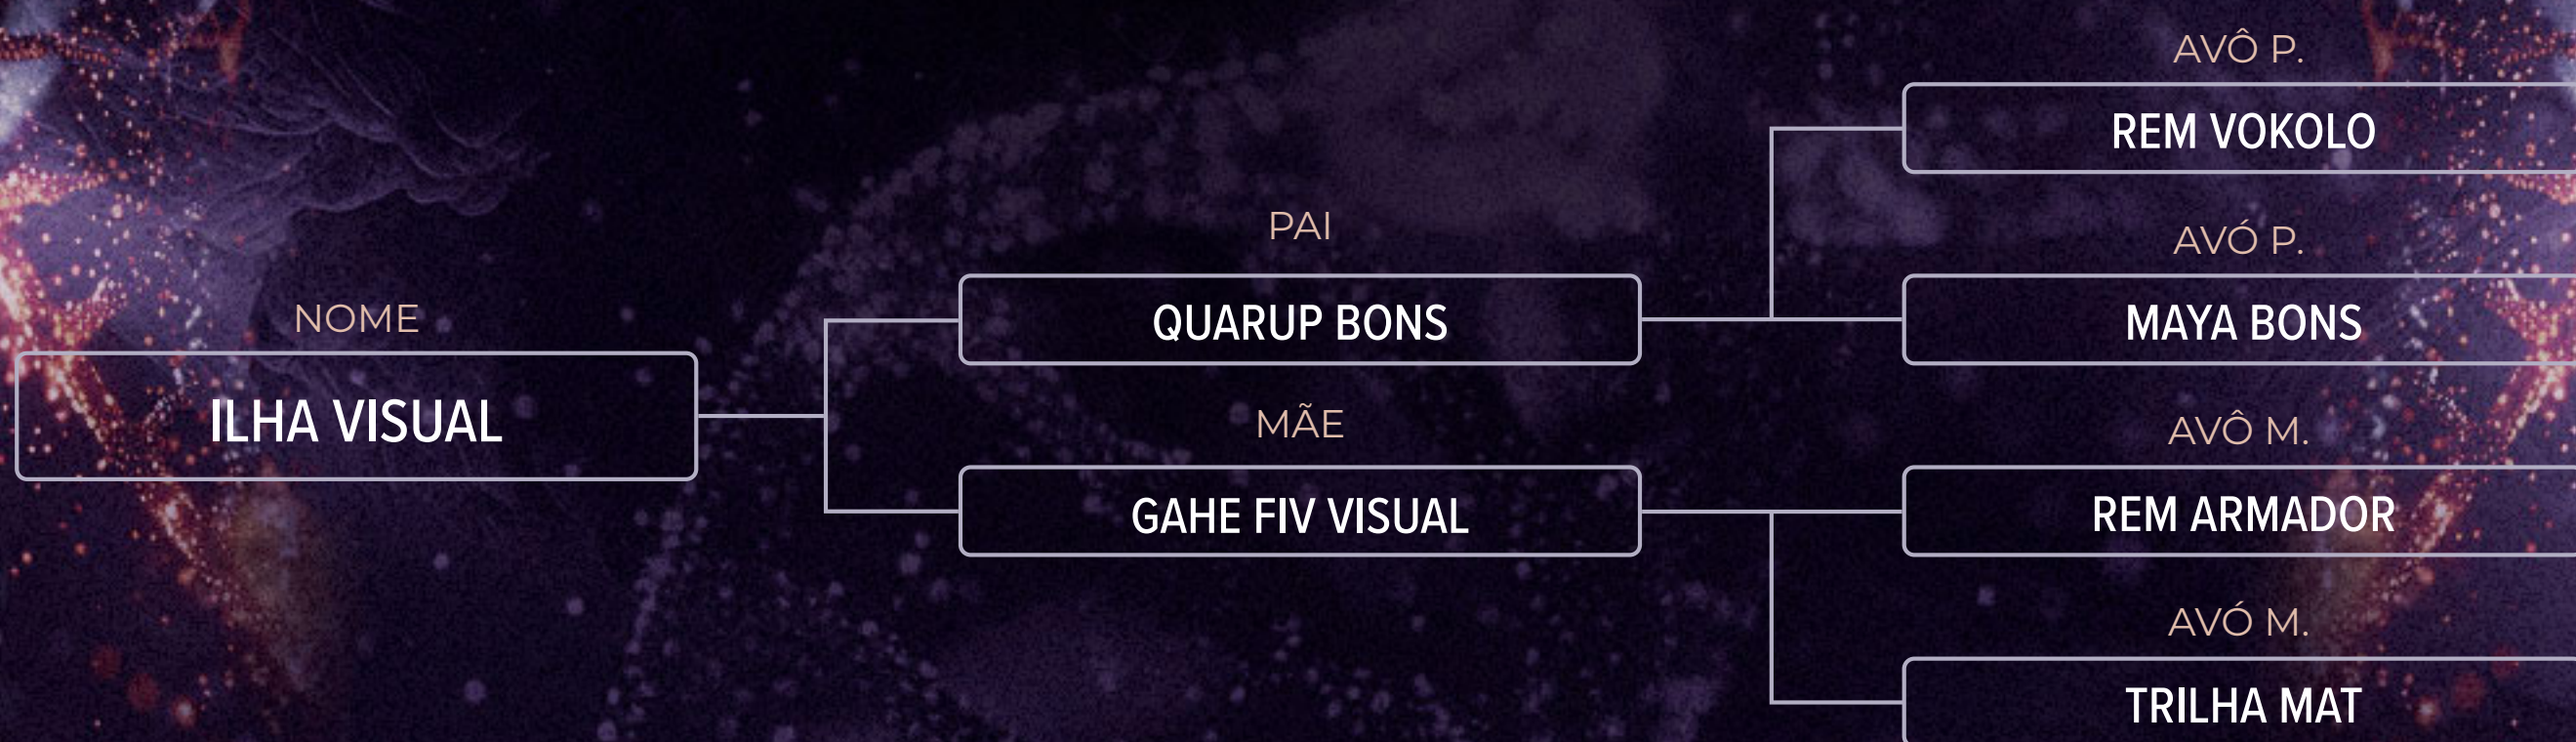 NOME
ILHA VISUAL
PAI
QUARUP BONS
MÃE
GAHE FIV VISUAL
AVÔ P.
REM VOKOLO
AVÓ P.
MAYA BONS
AVÔ M.
REM ARMADOR
AVÓ M.
TRILHA MAT